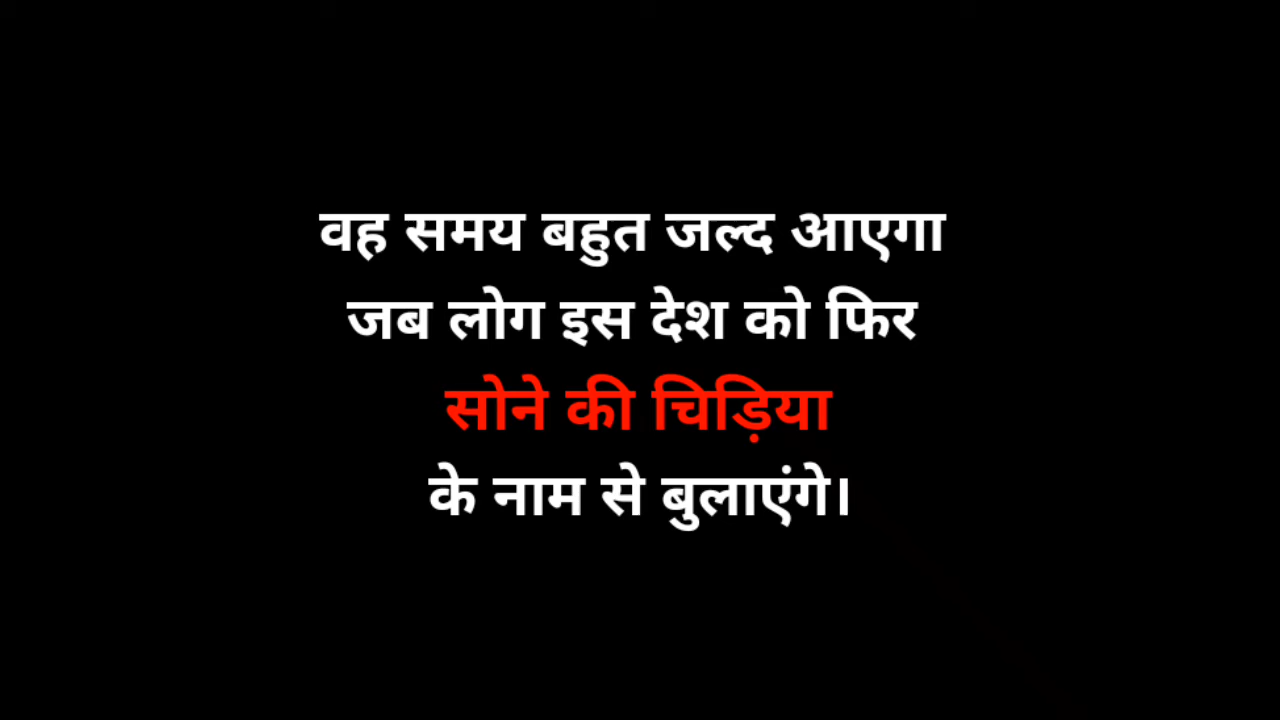 वह समय बहुत जल्द आएगा
जब लोग इस देश को फिर
सोने की चिड़िया
के नाम से बुलाएंगे।